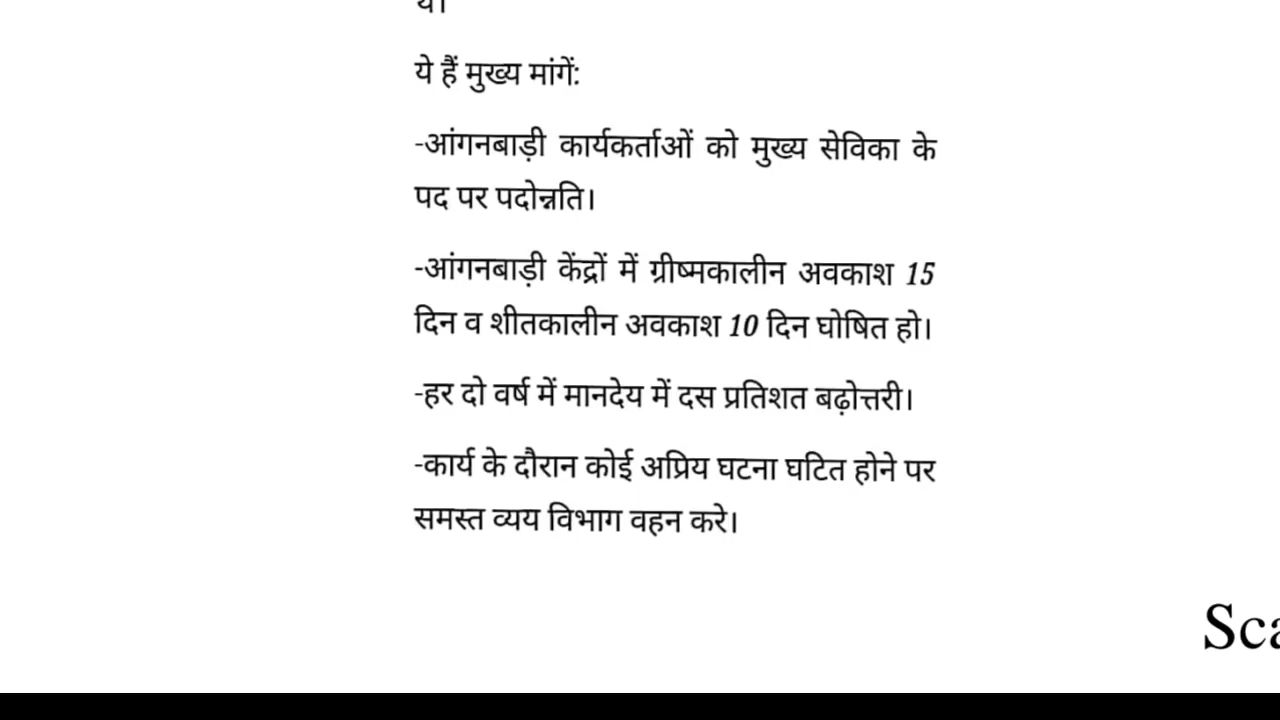 ये हैं मुख्य मांगें:
-आंगनबाड़ी कार्यकर्ताओं को मुख्य सेविका के
पद पर पदोन्नति।
-आंगनबाड़ी केंद्रों में ग्रीष्मकालीन अवकाश 15
दिन व शीतकालीन अवकाश 10 दिन घोषित हो।
-हर दो वर्ष में मानदेय में दस प्रतिशत बढ़ोत्तरी।
-कार्य के दौरान कोई अप्रिय घटना घटित होने पर
समस्त व्यय विभाग वहन करे।